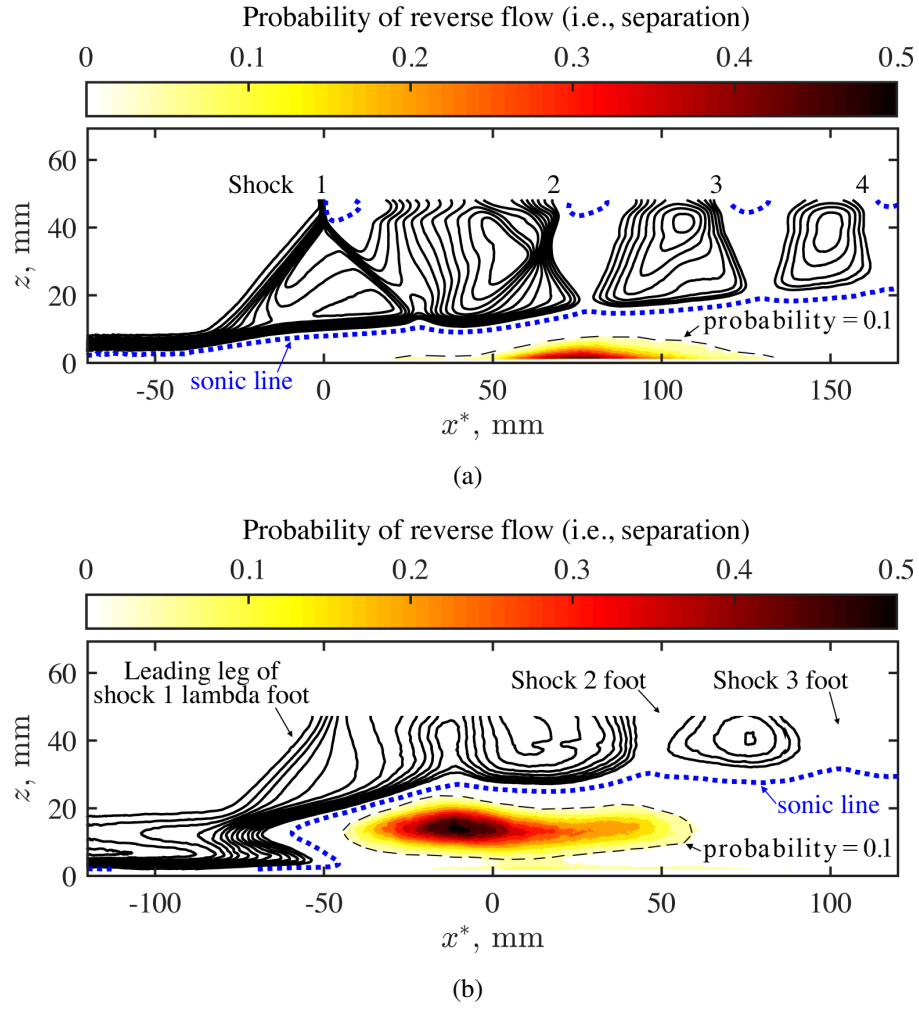 Probability of reverse flow (i.e., separation)
0 0.1 0.2 0.3 0.4 0.5
60
40
20
0
z, mm
Shock 1 2 3 4
probability = 0.1
sonic line
-50 0 50 100 150
x*, mm
(a)
Probability of reverse flow (i.e., separation)
0 0.1 0.2 0.3 0.4 0.5
60
40
20
0
z, mm
Leading leg of
shock 1 lambda foot
Shock 2 foot
Shock 3 foot
sonic line
probability = 0.1
-100 -50 0 50 100
x*, mm
(b)